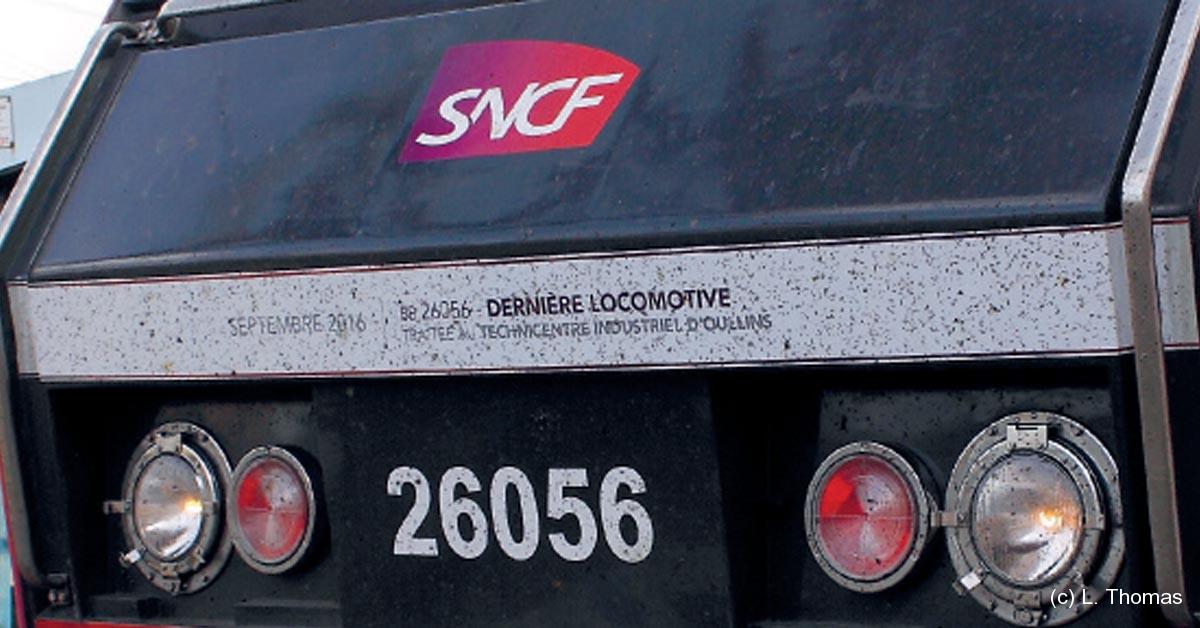 SNCF
SEPTEMBRE 2016
BB 26056 - DERNIÈRE LOCOMOTIVE
TRAITÉE AU TECHNICENTRE INDUSTRIEL D'OULLINS
26056
(c) L. Thomas